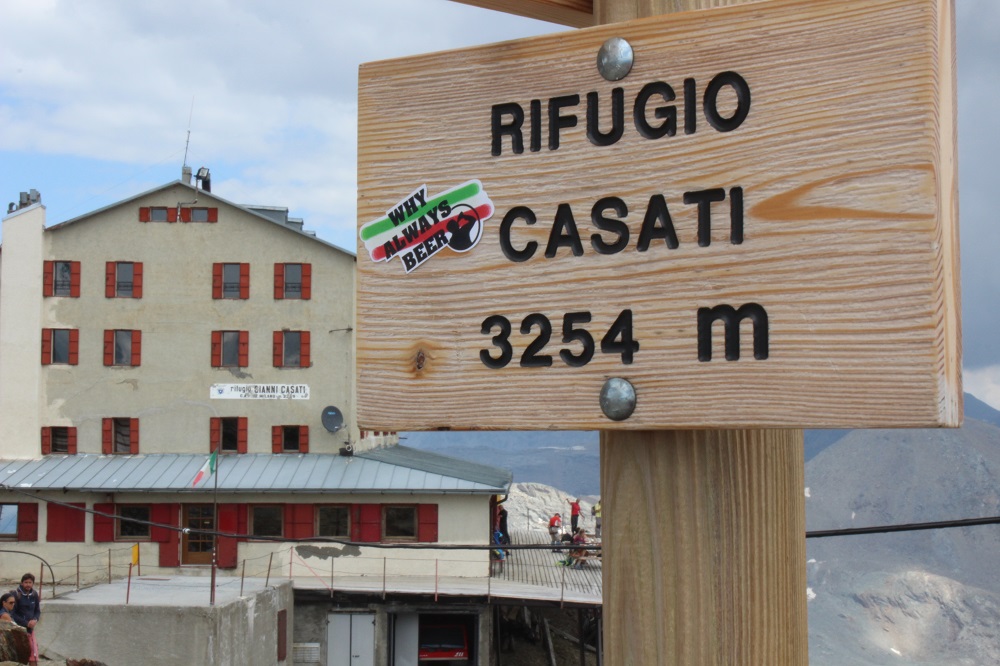 RIFUGIO
CASATI
3254 m
WHY
ALWAYS
BEER
rifugio GIANNI CASATI